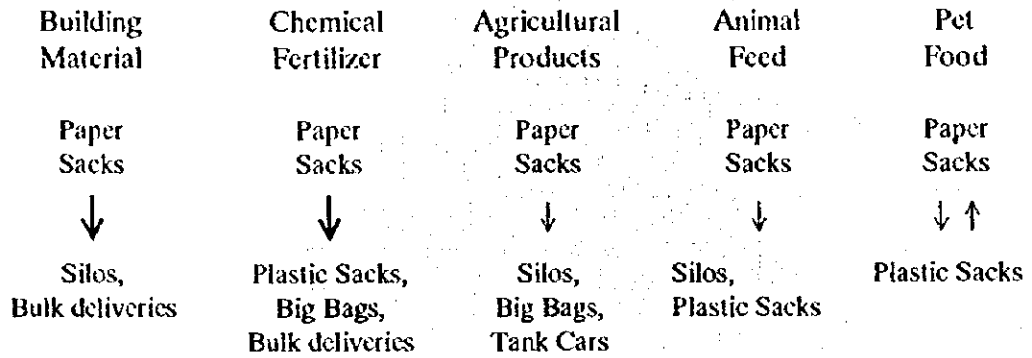 Building Chemical Agricultural Animal Pet
Material Fertilizer Products Feed Food
Paper Paper Paper Paper Paper
Sacks Sacks Sacks Sacks Sacks
↓ ↓ ↓ ↓ ↓ ↑
Silos, Plastic Sacks, Silos, Silos, Plastic Sacks
Bulk deliveries Big Bags, Big Bags, Plastic Sacks
Bulk deliveries Tank Cars